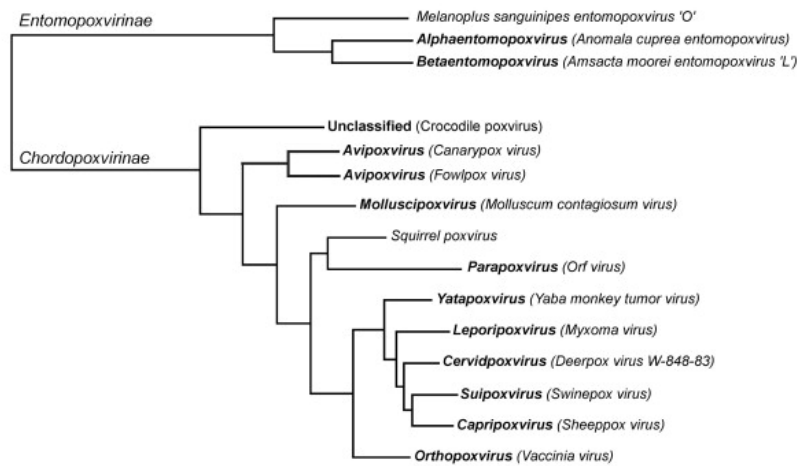 Melanoplus sanguinipes entomopoxvirus 'O'
Entomopoxvirinae
Alphaentomopoxvirus (Anomala cuprea entomopoxvirus)
Betaentomopoxvirus (Amsacta moorei entomopoxvirus 'L')
Unclassified (Crocodile poxvirus)
Avipoxvirus (Canarypox virus)
Chordopoxvirinae
Avipoxvirus (Fowlpox virus)
Molluscipoxvirus (Molluscum contagiosum virus)
Squirrel poxvirus
Parapoxvirus (Orf virus)
Yatapoxvirus (Yaba monkey tumor virus)
Leporipoxvirus (Myxoma virus)
Cervidpoxvirus (Deerpox virus W-848-83)
Suipoxvirus (Swinepox virus)
Capripoxvirus (Sheeppox virus)
Orthopoxvirus (Vaccinia virus)